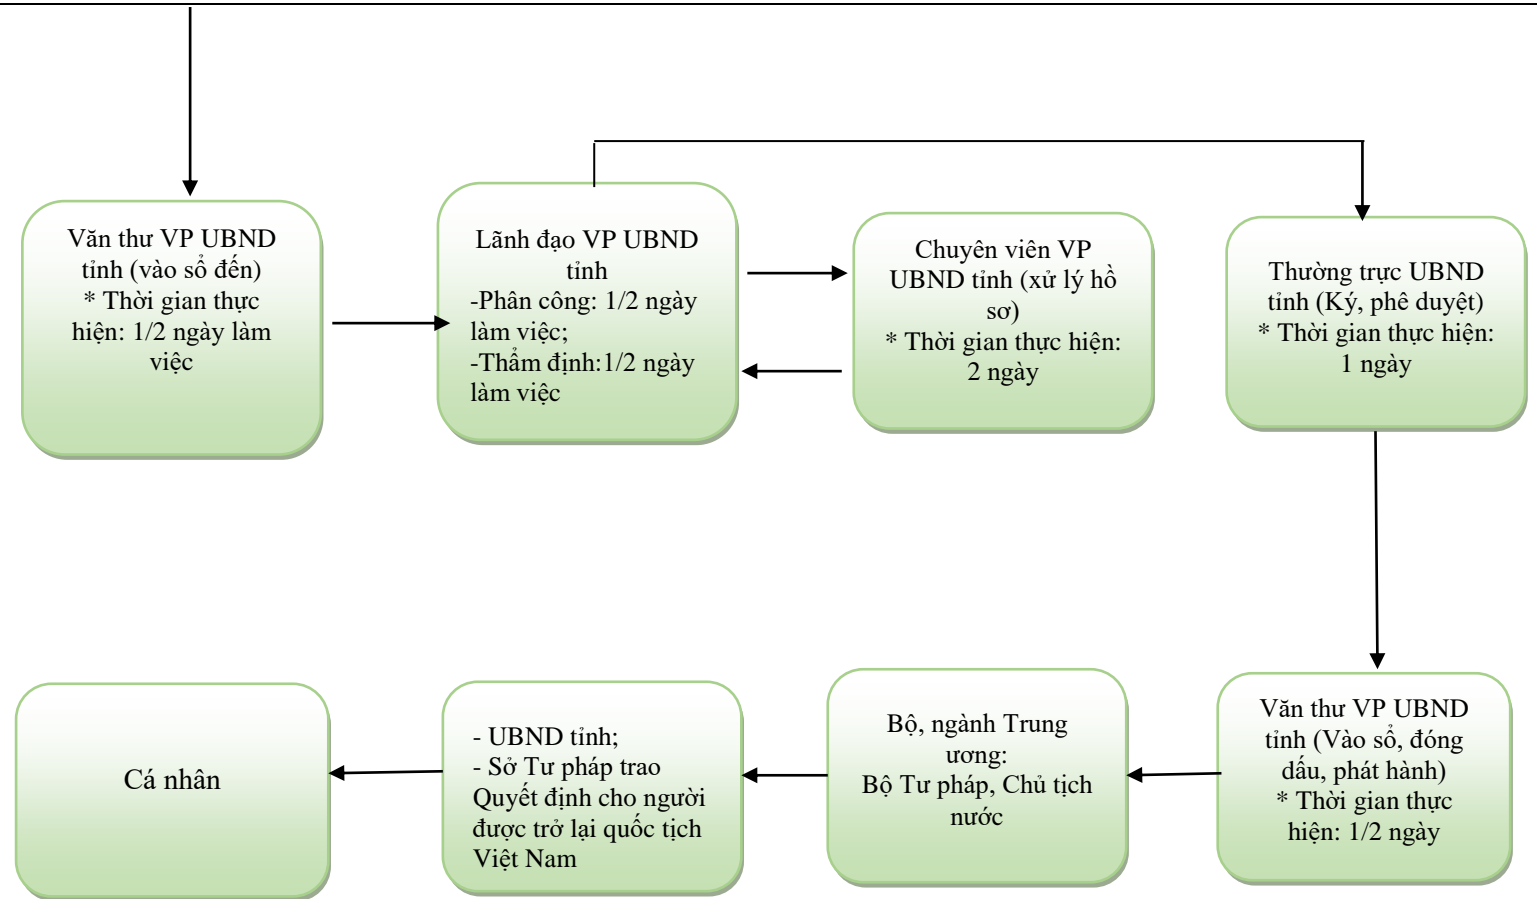 Văn thư VP UBND
tỉnh (vào sổ đến)
* Thời gian thực
hiện: 1/2 ngày làm
việc
Lãnh đạo VP UBND
tỉnh
-Phân công: 1/2 ngày
làm việc;
-Thẩm định:1/2 ngày
làm việc
Chuyên viên VP
UBND tỉnh (xử lý hồ
sơ)
* Thời gian thực hiện:
2 ngày
Thường trực UBND
tỉnh (Ký, phê duyệt)
* Thời gian thực hiện:
1 ngày
Văn thư VP UBND
tỉnh (Vào sổ, đóng
dấu, phát hành)
* Thời gian thực
hiện: 1/2 ngày
Bộ, ngành Trung
ương:
Bộ Tư pháp, Chủ tịch
nước
- UBND tỉnh;
- Sở Tư pháp trao
Quyết định cho người
được trở lại quốc tịch
Việt Nam
Cá nhân